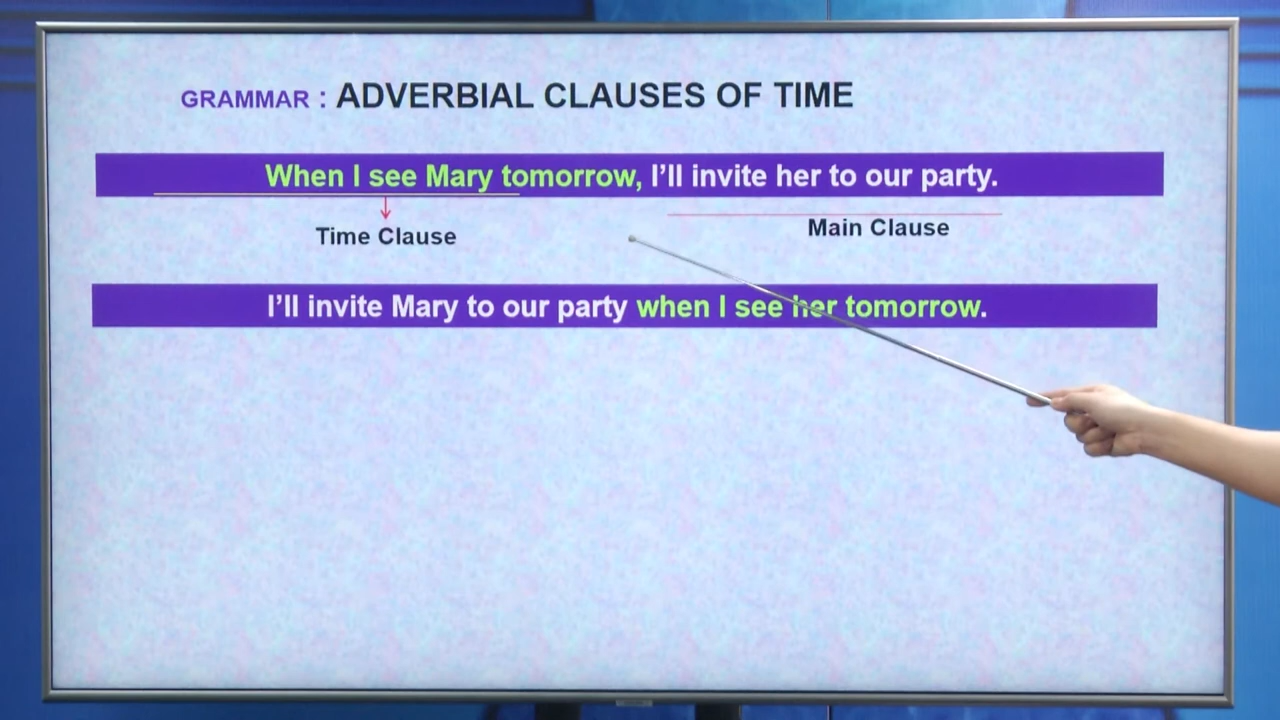 GRAMMAR : ADVERBIAL CLAUSES OF TIME
When I see Mary tomorrow, I’ll invite her to our party.
Time Clause
Main Clause
I’ll invite Mary to our party when I see her tomorrow.